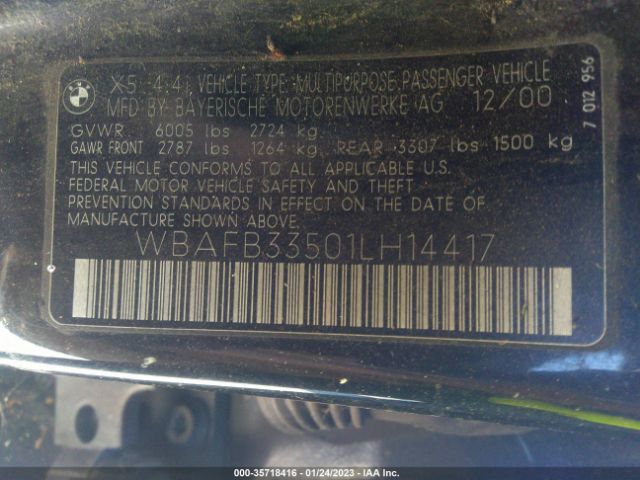 BMW
X5 4.4i VEHICLE TYPE: MULTIPURPOSE PASSENGER VEHICLE
MFD BY: BAYERISCHE MOTORENWERKE AG 12/00
GVWR 6005 lbs 2724 kg
GAWR FRONT 2787 lbs 1264 kg, REAR 3307 lbs 1500 kg
THIS VEHICLE CONFORMS TO ALL APPLICABLE U.S.
FEDERAL MOTOR VEHICLE SAFETY AND THEFT
PREVENTION STANDARDS IN EFFECT ON THE DATE OF
MANUFACTURE SHOWN ABOVE.
WBAFB33501LH14417
7 012 956
000-35718416 - 01/24/2023 - IAA Inc.